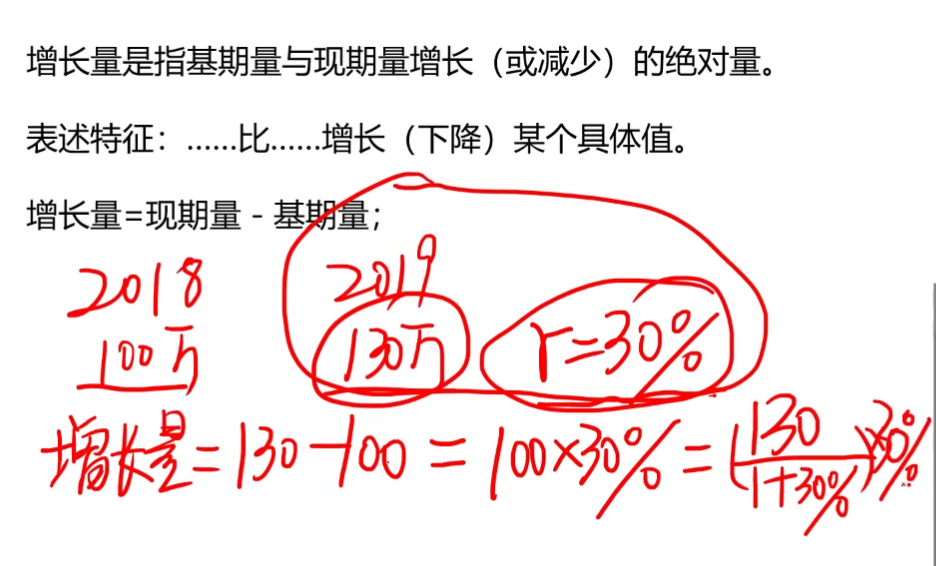 增长量是指基期量与现期量增长（或减少）的绝对量。
表述特征：……比……增长（下降）某个具体值。
增长量=现期量 - 基期量；
2018 2019
100万 130万 r=30%
增长量=130-100=100×30%=(130/1+30%)×30%